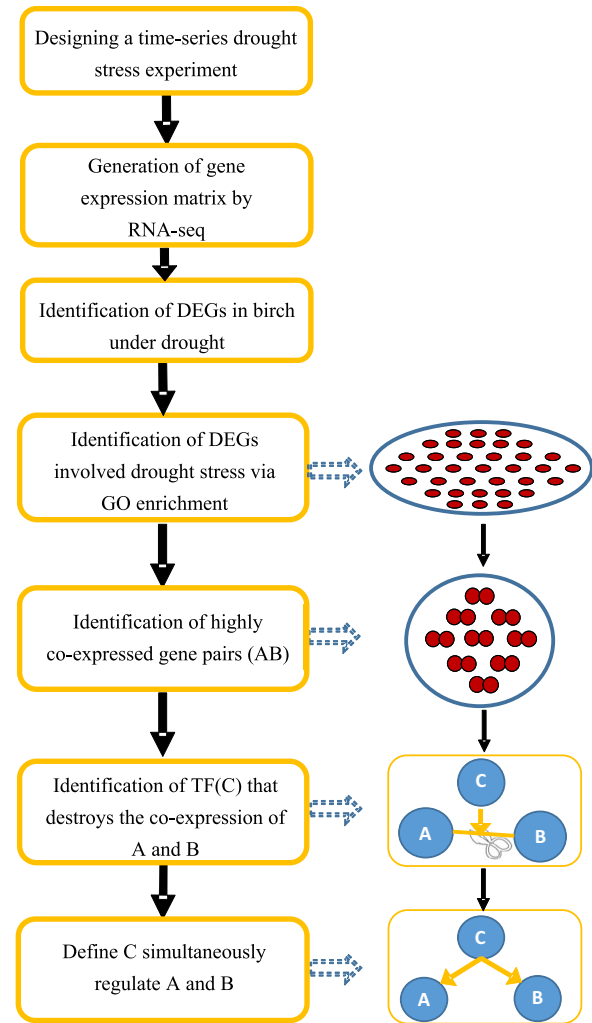 Designing a time-series drought
stress experiment
Generation of gene
expression matrix by
RNA-seq
Identification of DEGs in birch
under drought
Identification of DEGs
involved drought stress via
GO enrichment
Identification of highly
co-expressed gene pairs (AB)
Identification of TF(C) that
destroys the co-expression of
A and B
C
A
B
Define C simultaneously
regulate A and B
C
A
B